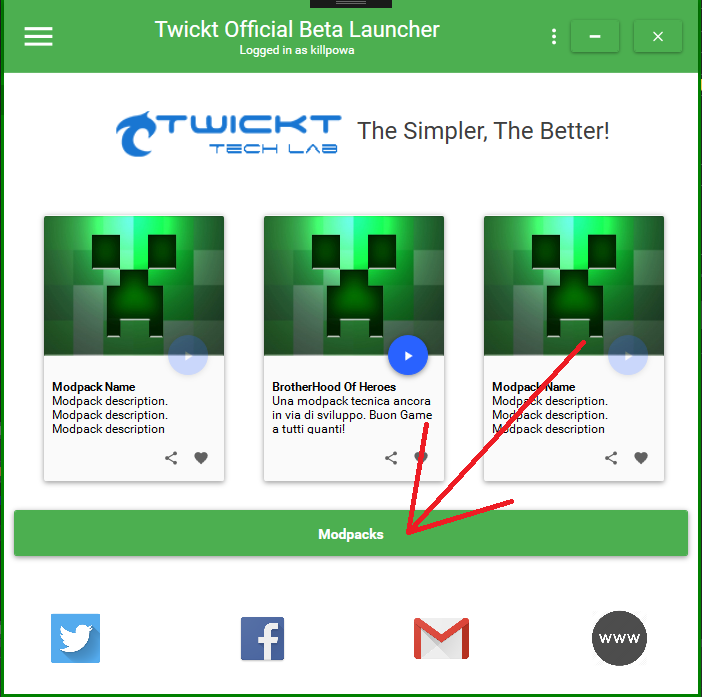 Twickt Official Beta Launcher
Logged in as killpowa
TWICKT
TECH LAB
The Simpler, The Better!
Modpack Name
Modpack description.
Modpack description.
Modpack description
BrotherHood Of Heroes
Una modpack tecnica ancora
in via di sviluppo. Buon Game
a tutti quanti!
Modpack Name
Modpack description.
Modpack description.
Modpack description
Modpacks
www